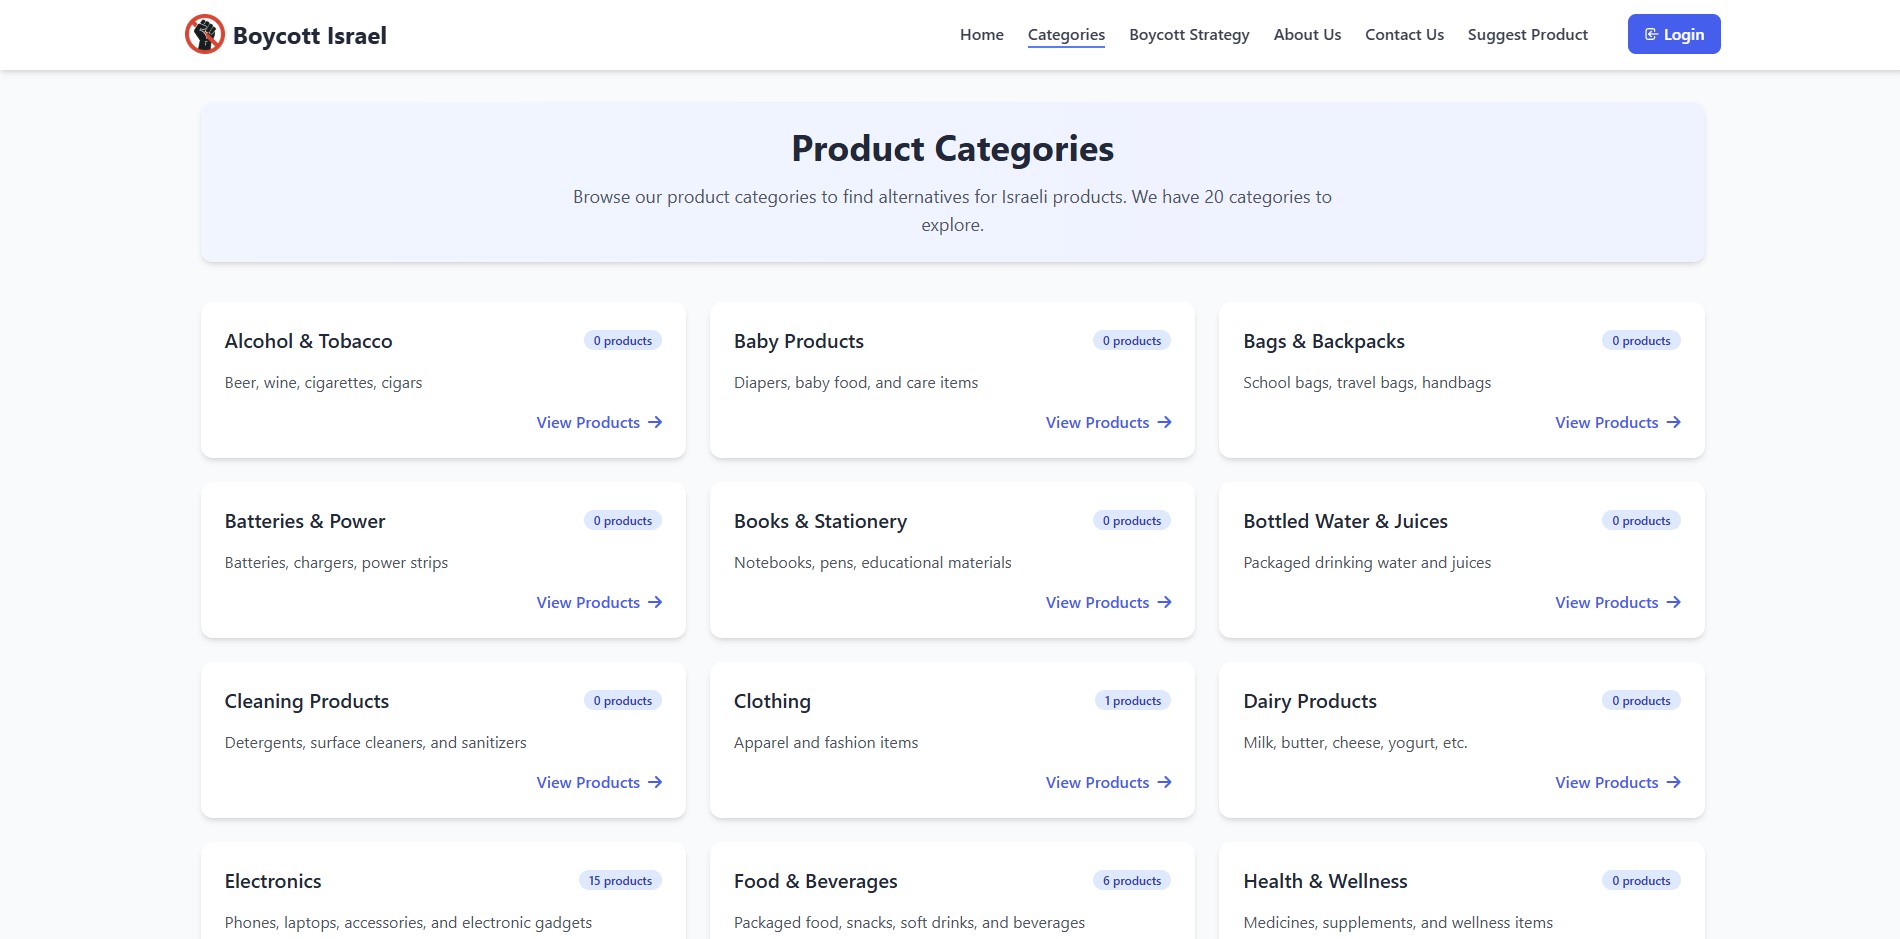 Boycott Israel
Home Categories Boycott Strategy About Us Contact Us Suggest Product Login
Product Categories
Browse our product categories to find alternatives for Israeli products. We have 20 categories to
explore.
Alcohol & Tobacco 0 products
Beer, wine, cigarettes, cigars
View Products →
Baby Products 0 products
Diapers, baby food, and care items
View Products →
Bags & Backpacks 0 products
School bags, travel bags, handbags
View Products →
Batteries & Power 0 products
Batteries, chargers, power strips
View Products →
Books & Stationery 0 products
Notebooks, pens, educational materials
View Products →
Bottled Water & Juices 0 products
Packaged drinking water and juices
View Products →
Cleaning Products 0 products
Detergents, surface cleaners, and sanitizers
View Products →
Clothing 1 products
Apparel and fashion items
View Products →
Dairy Products 0 products
Milk, butter, cheese, yogurt, etc.
View Products →
Electronics 15 products
Phones, laptops, accessories, and electronic gadgets
Food & Beverages 6 products
Packaged food, snacks, soft drinks, and beverages
Health & Wellness 0 products
Medicines, supplements, and wellness items